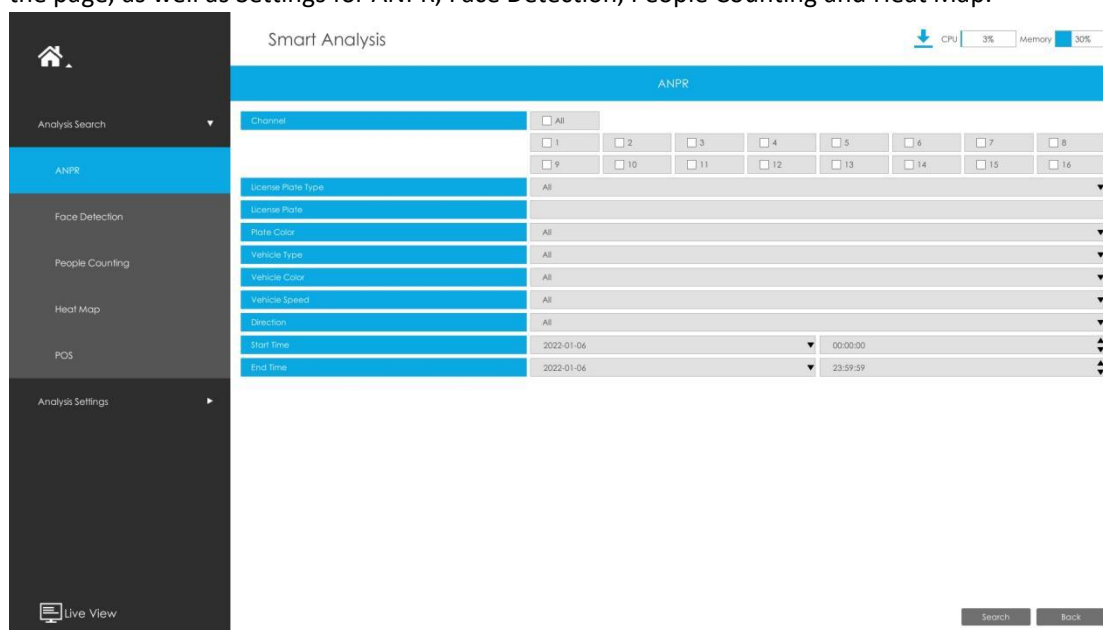 the page, as well as Settings for ANPR, Face Detection, People Counting and Heat Map.
Smart Analysis
CPU 3% Memory 30%
ANPR
Analysis Search
ANPR
Face Detection
People Counting
Heat Map
POS
Analysis Settings
Live View
Channel All
1 2 3 4 5 6 7 8
9 10 11 12 13 14 15 16
License Plate Type All
License Plate
Plate Color All
Vehicle Type All
Vehicle Color All
Vehicle Speed All
Direction All
Start Time 2022-01-06 00:00:00
End Time 2022-01-06 23:59:59
Search Back